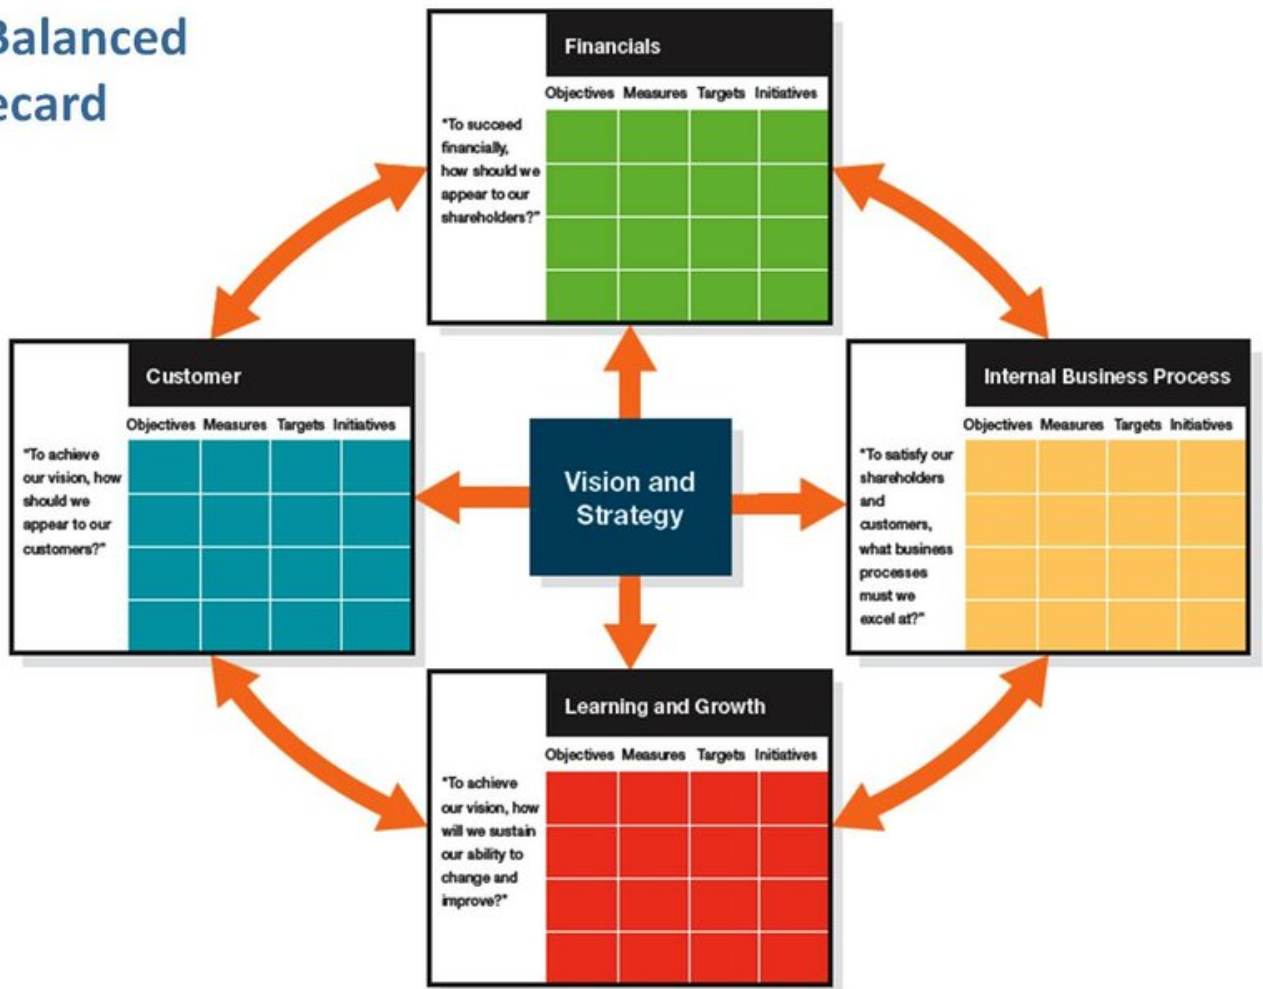 Balanced
ecard
Financials
Objectives Measures Targets Initiatives
"To succeed
financially,
how should we
appear to our
shareholders?"
Customer
Objectives Measures Targets Initiatives
"To achieve
our vision, how
should we
appear to our
customers?"
Vision and
Strategy
Internal Business Process
Objectives Measures Targets Initiatives
"To satisfy our
shareholders
and
customers,
what business
processes
must we
excel at?"
Learning and Growth
Objectives Measures Targets Initiatives
"To achieve
our vision, how
will we sustain
our ability to
change and
improve?"